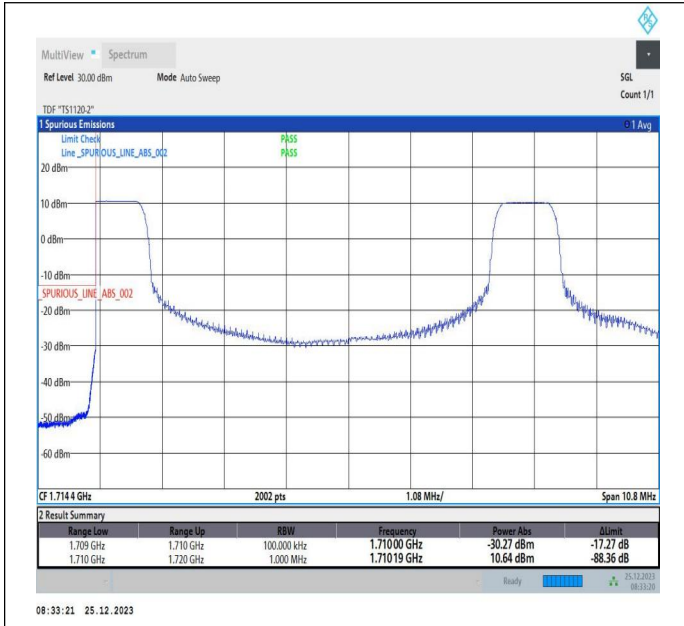 R S
MultiView Spectrum
Ref Level 30.00 dBm Mode Auto Sweep SGL
Count 1/1
TDF "TS1120-2"
1 Spurious Emissions 1 Avg
Limit Check PASS
Line _SPURIOUS_LINE_ABS_002 PASS
20 dBm
10 dBm
0 dBm
-10 dBm
_SPURIOUS_LINE_ABS_002
-20 dBm
-30 dBm
-40 dBm
-50 dBm
-60 dBm
CF 1.714 4 GHz 2002 pts 1.08 MHz/ Span 10.8 MHz
2 Result Summary
Range Low Range Up RBW Frequency Power Abs ΔLimit
1.709 GHz 1.710 GHz 100.000 kHz 1.71000 GHz -30.27 dBm -17.27 dB
1.710 GHz 1.720 GHz 1.000 MHz 1.71019 GHz 10.64 dBm -88.36 dB
Ready 25.12.2023
08:33:20
08:33:21 25.12.2023